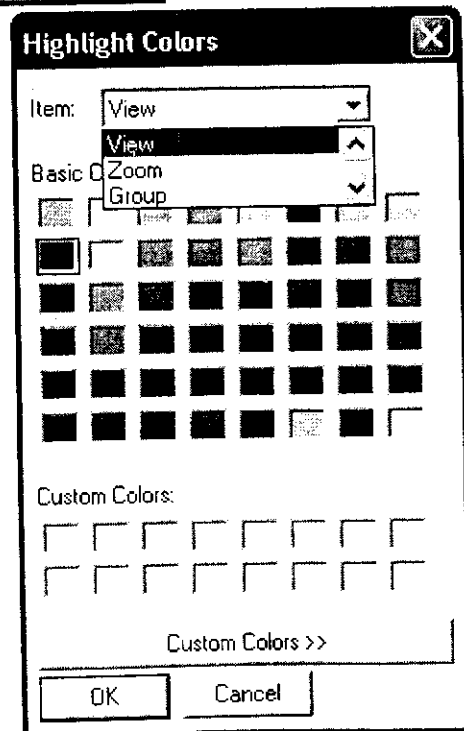 Highlight Colors
Item: View
View
Basic C
Zoom
Group
Custom Colors:
Custom Colors >>
OK Cancel